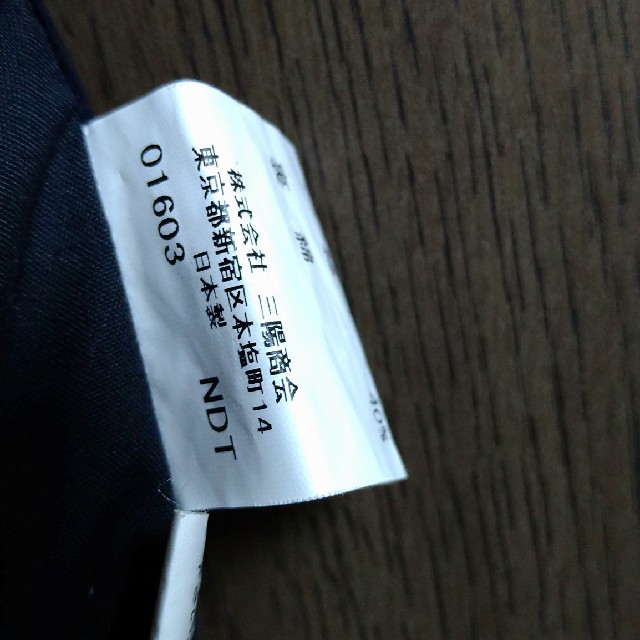 40%
株式会社 三陽商会
東京都新宿区本塩町14
日本製 NDT
01603